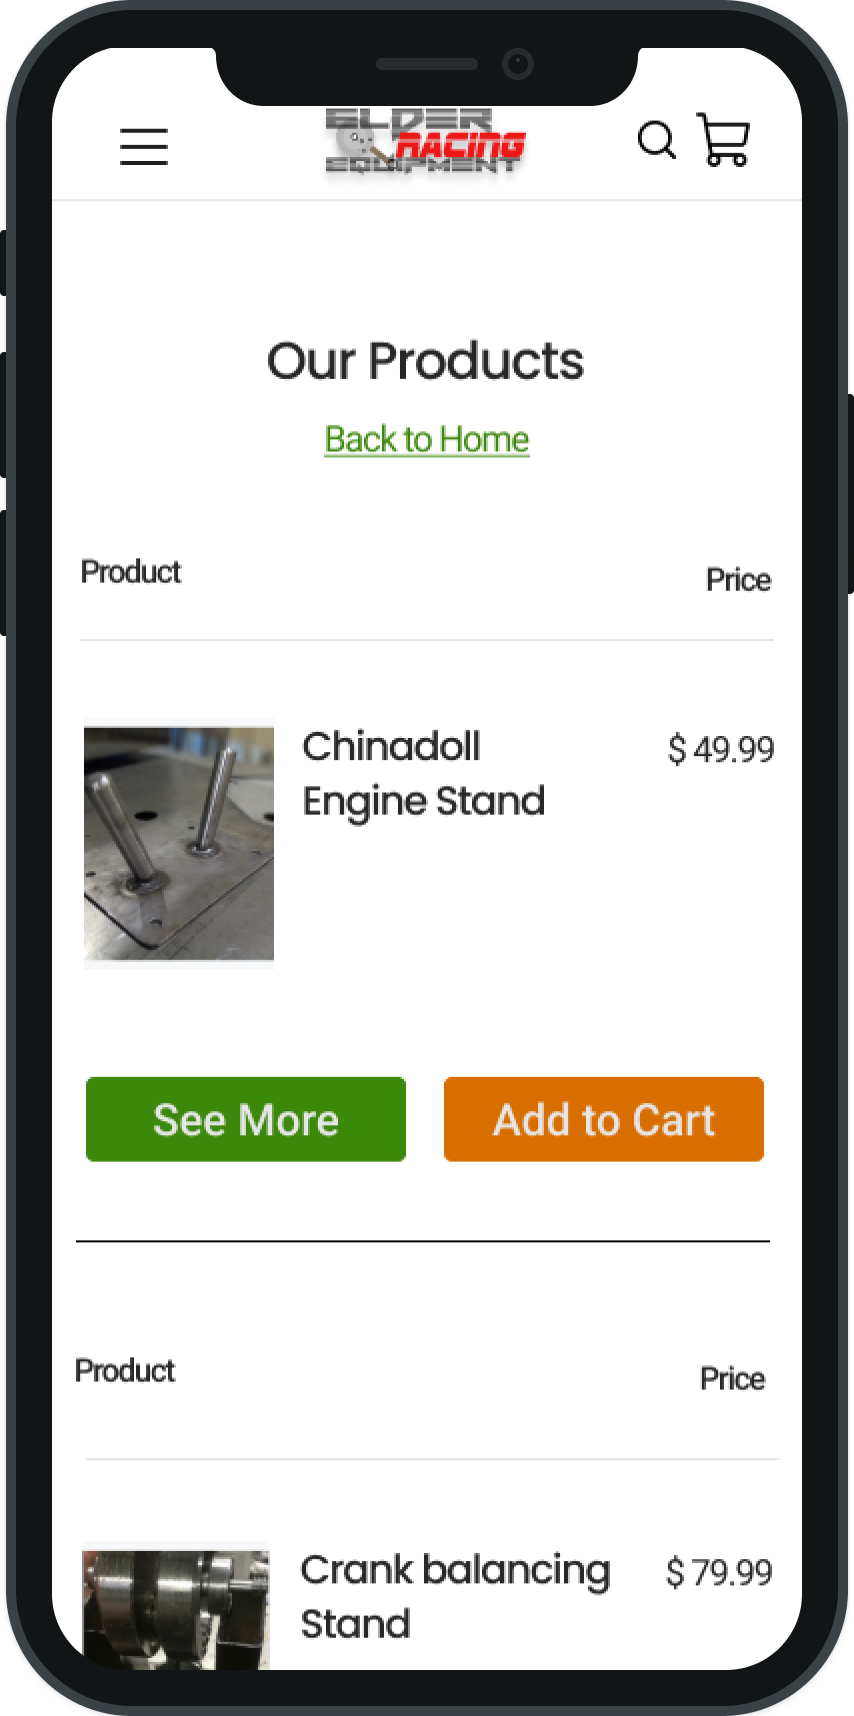 ELDER
RACING
EQUIPMENT
Our Products
Back to Home
Product
Price
Chinadoll
Engine Stand
$ 49.99
See More
Add to Cart
Product
Price
Crank balancing
Stand
$ 79.99